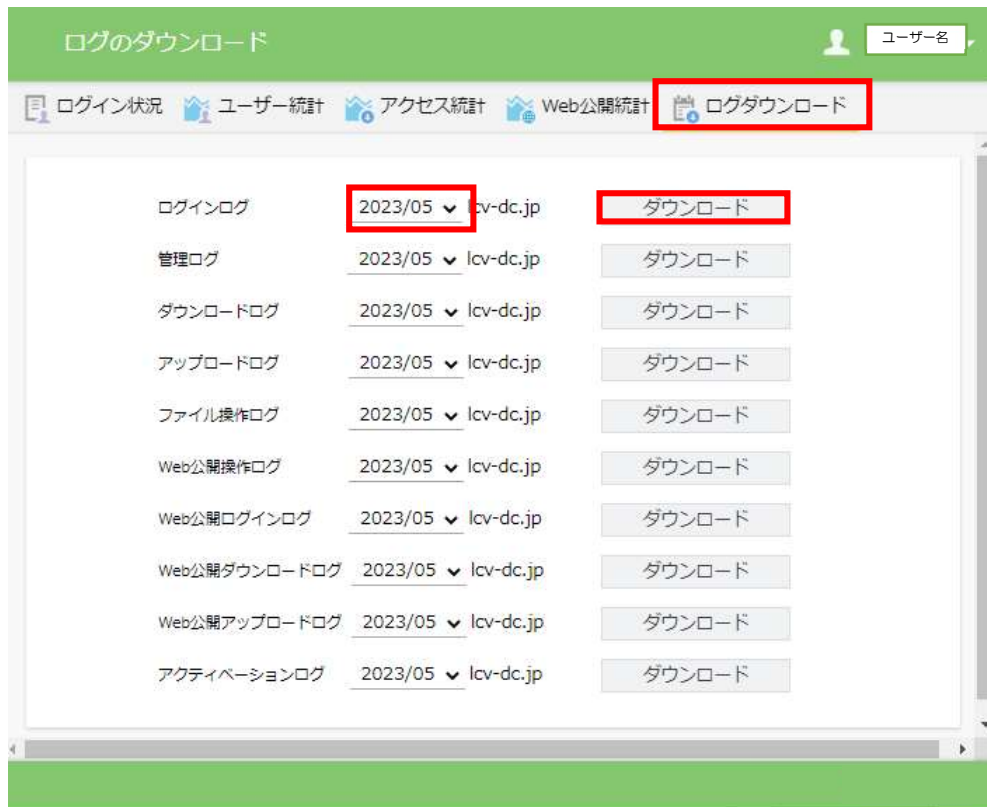 ログのダウンロード ユーザー名
ログイン状況 ユーザー統計 アクセス統計 Web公開統計 ログダウンロード
ログインログ 2023/05 lcv-dc.jp ダウンロード
管理ログ 2023/05 lcv-dc.jp ダウンロード
ダウンロードログ 2023/05 lcv-dc.jp ダウンロード
アップロードログ 2023/05 lcv-dc.jp ダウンロード
ファイル操作ログ 2023/05 lcv-dc.jp ダウンロード
Web公開操作ログ 2023/05 lcv-dc.jp ダウンロード
Web公開ログインログ 2023/05 lcv-dc.jp ダウンロード
Web公開ダウンロードログ 2023/05 lcv-dc.jp ダウンロード
Web公開アップロードログ 2023/05 lcv-dc.jp ダウンロード
アクティベーションログ 2023/05 lcv-dc.jp ダウンロード